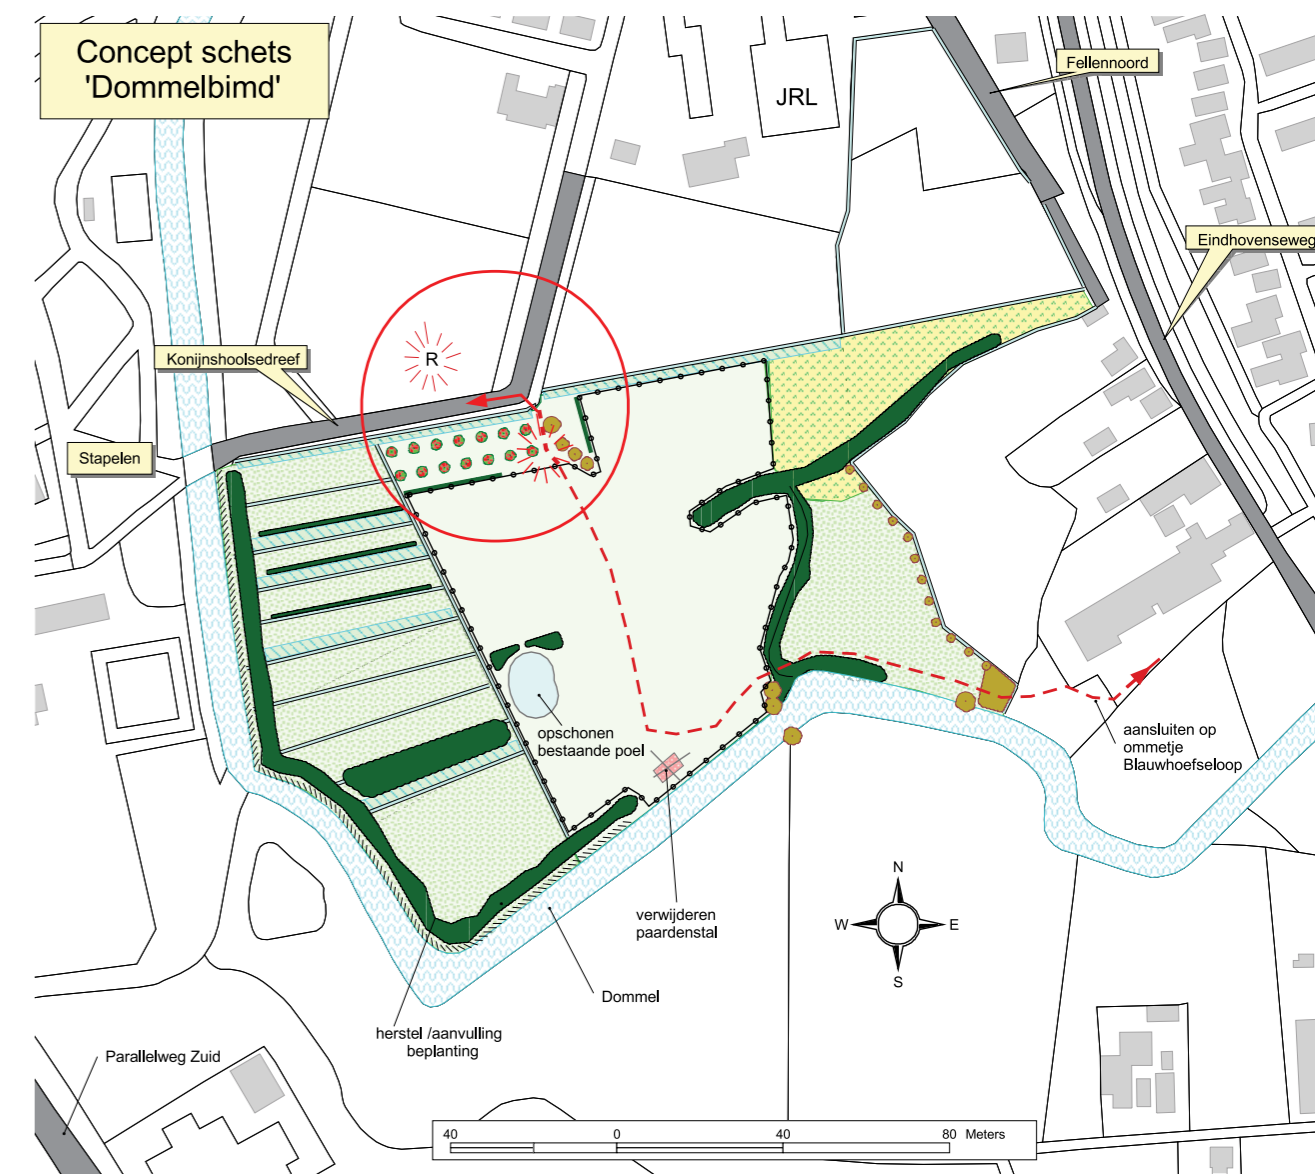 Concept schets
'Dommelbimd'
JRL
Fellennoord
Eindhovenseweg
R
Konijnshoolsedreef
Stapelen
opschonen
bestaande poel
aansluiten op
ommetje
Blauwhoefseloop
verwijderen
paardenstal
N
W
E
S
Dommel
herstel /aanvulling
beplanting
Parallelweg Zuid
40 0 40 80 Meters